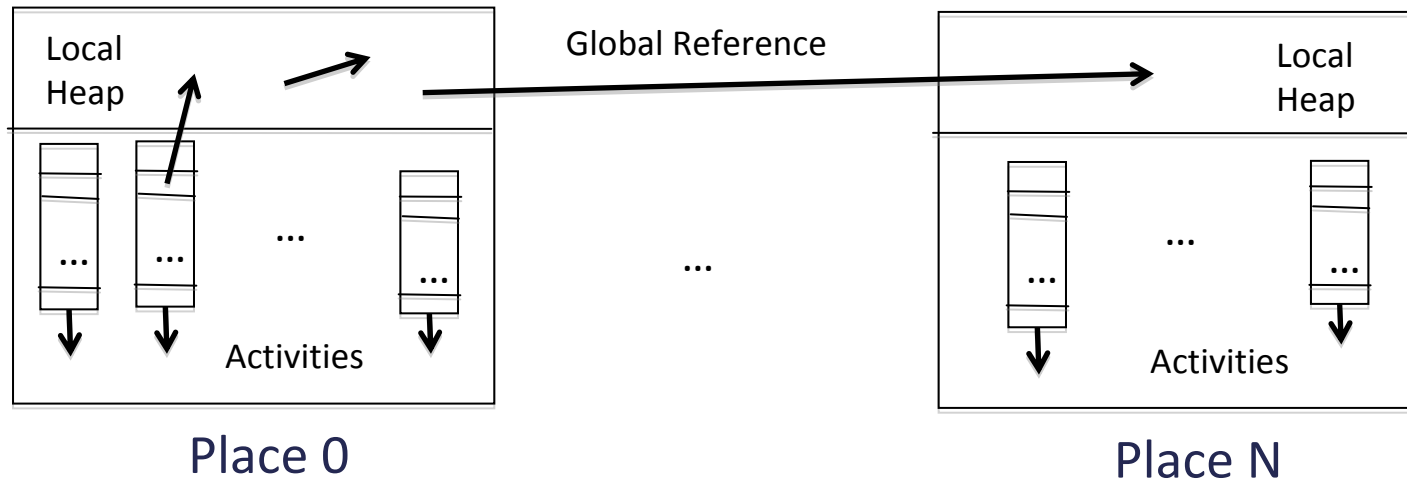 Local
Heap
Global Reference
Local
Heap
...
...
...
...
...
...
...
...
Activities
Activities
Place 0
Place N